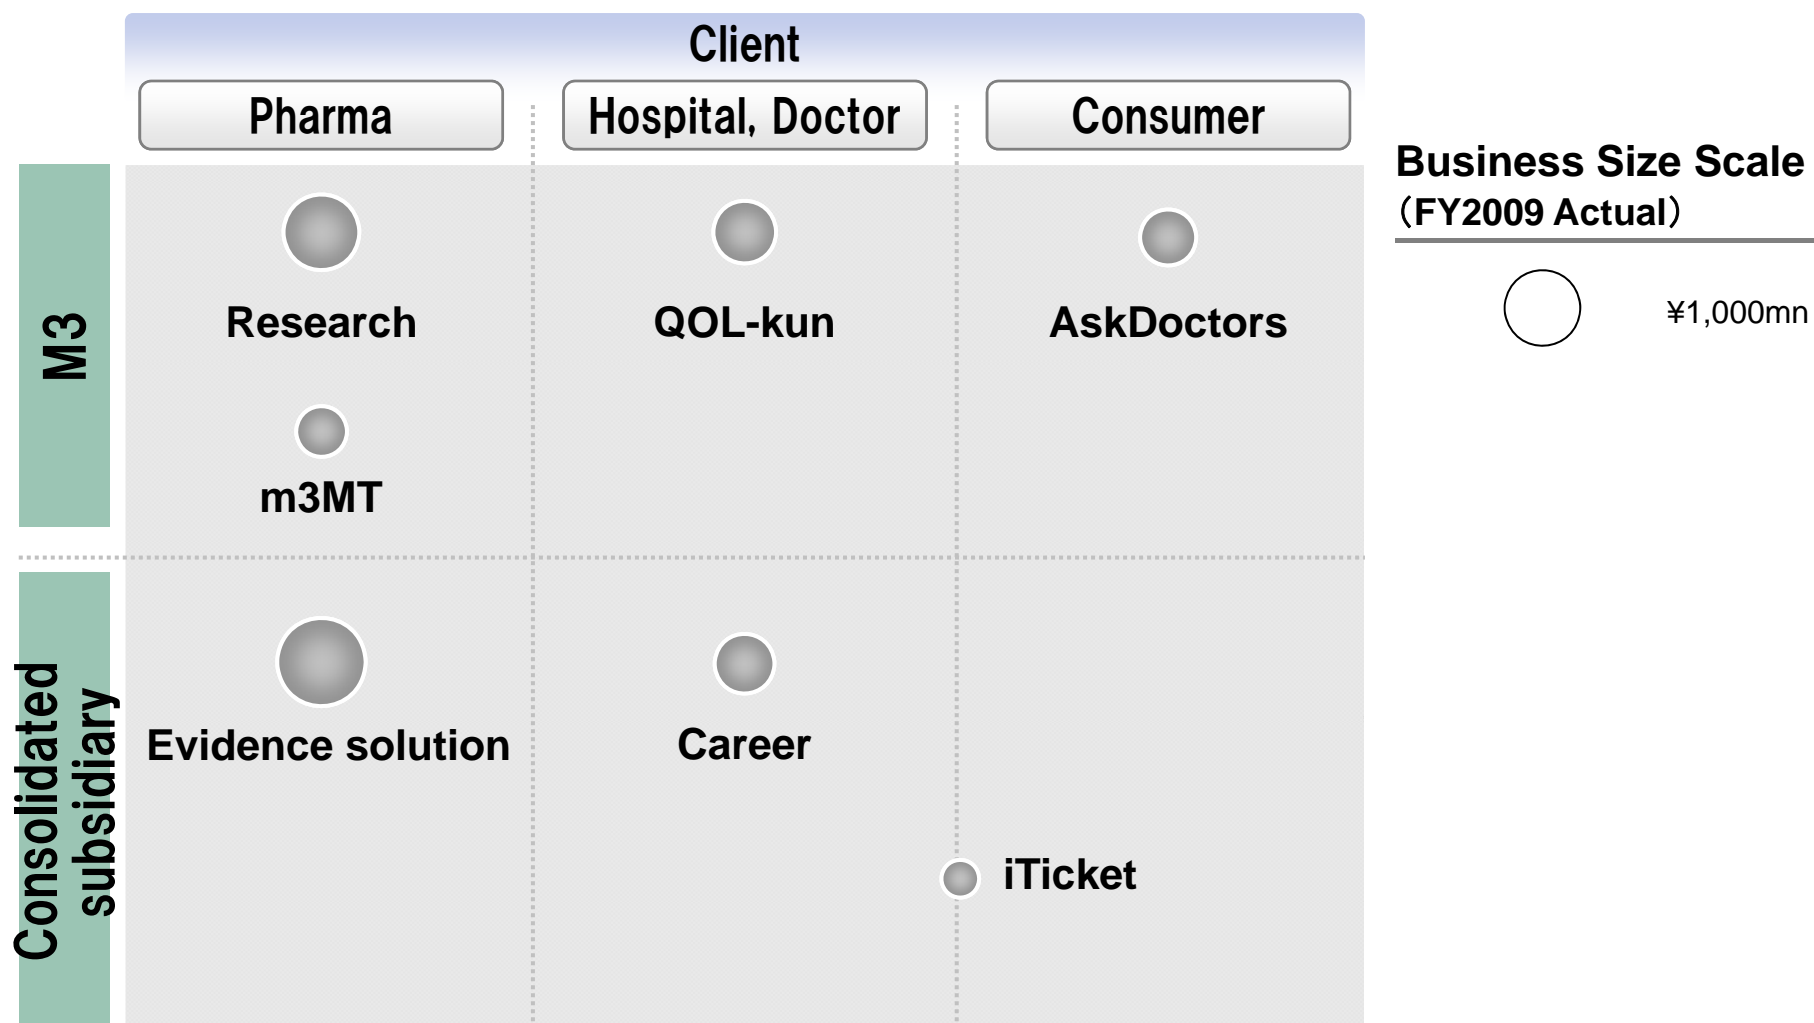 Client
Pharma
Hospital, Doctor
Consumer
Business Size Scale
（FY2009 Actual）
¥1,000mn
M3
Research
QOL-kun
AskDoctors
m3MT
Consolidated
subsidiary
Evidence solution
Career
iTicket